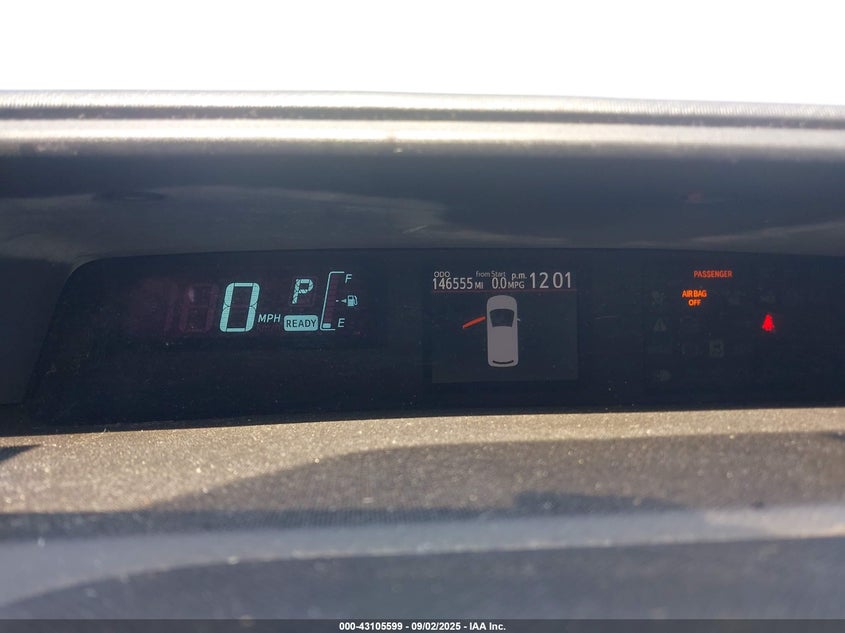 0 MPH
P
READY
F
E
ODO
146555 MI
From Start
0.0 MPG
p.m.
12 01
PASSENGER
AIR BAG
OFF
000-43105599 - 09/02/2025 - IAA Inc.